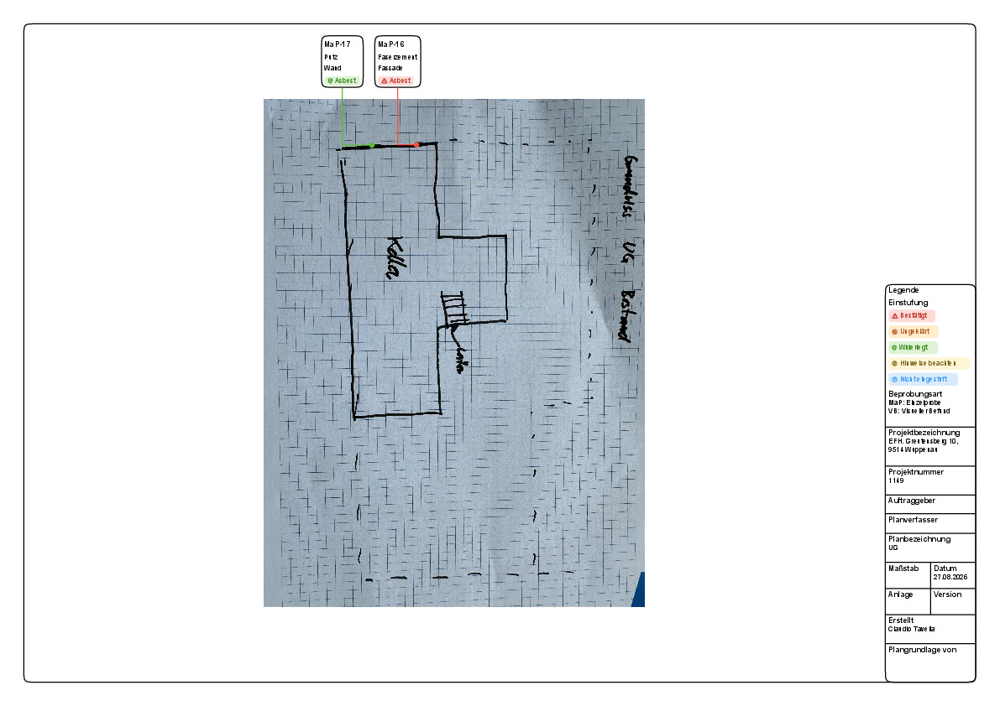 MaP-17
Putz
Wand
Asbest
MaP-16
Faserzement
Fassade
Asbest
Grundriss UG Bestand
Keller
Legende
Einstufung
Bestätigt
Ungeklärt
Widerlegt
Hinweise beachten
Nicht eingestuft
Beprobungsart
MaP: Einzelprobe
VB: Visueller Befund
Projektbezeichnung
EFH. Greutensberg 10,
9514 Wuppenau
Projektnummer
1149
Auftraggeber
Planverfasser
Planbezeichnung
UG
Maßstab
Datum
27.08.2026
Anlage
Version
Erstellt
Claudio Tavella
Plangrundlage von